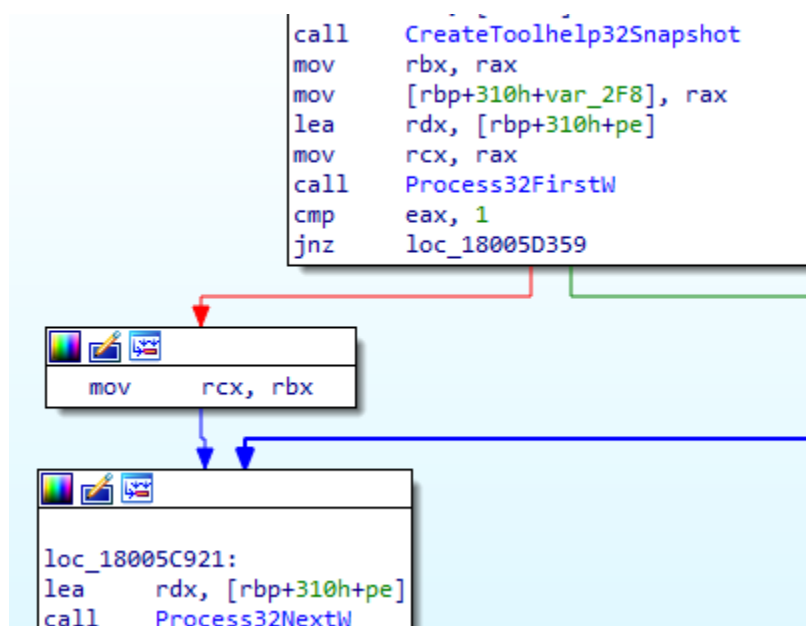 call CreateToolhelp32Snapshot
mov rbx, rax
mov [rbp+310h+var_2F8], rax
lea rdx, [rbp+310h+pe]
mov rcx, rax
call Process32FirstW
cmp eax, 1
jnz loc_18005D359
mov rcx, rbx
loc_18005C921:
lea rdx, [rbp+310h+pe]
call Process32NextW